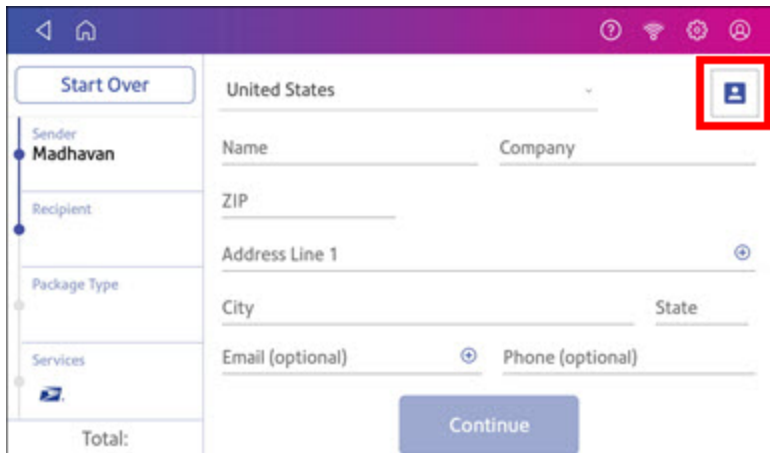 Start Over
Sender
Madhavan
Recipient
Package Type
Services
Total:
United States
Name
Company
ZIP
Address Line 1
City
State
Email (optional)
Phone (optional)
Continue